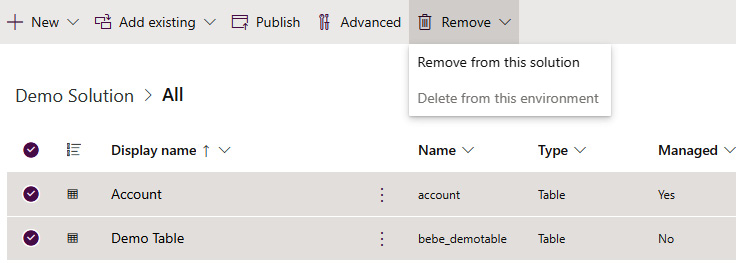 New Add existing Publish Advanced Remove
Remove from this solution
Delete from this environment
Demo Solution > All
Display name ↑ Name Type Managed
Account account Table Yes
Demo Table bebe_demotable Table No